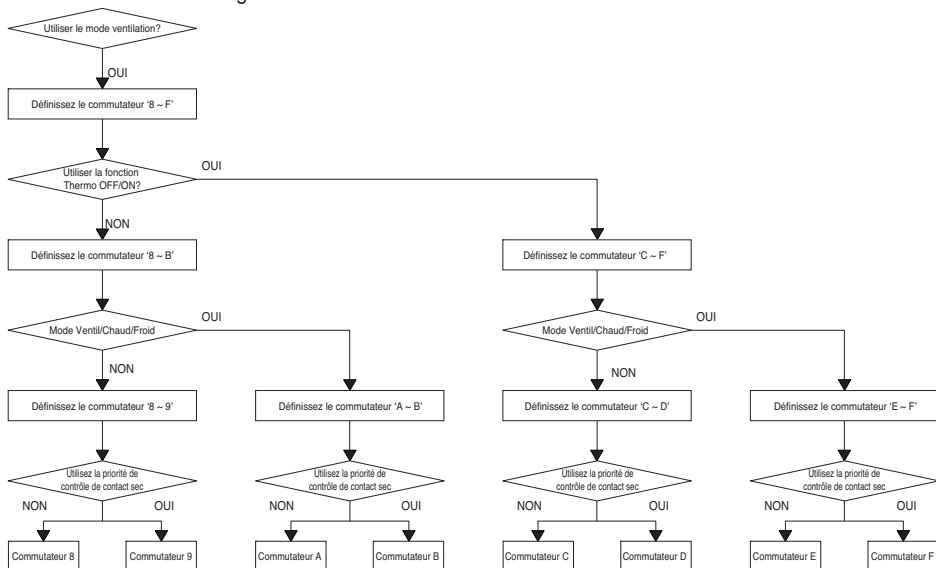 Utiliser le mode ventilation?
OUI
Définissez le commutateur ‘8 ~ F’
Utiliser la fonction
Thermo OFF/ON?
OUI
NON
Définissez le commutateur ‘8 ~ B’
Définissez le commutateur ‘C ~ F’
Mode Ventil/Chaud/Froid
OUI
Mode Ventil/Chaud/Froid
OUI
NON
NON
Définissez le commutateur ‘8 ~ 9’
Définissez le commutateur ‘A ~ B’
Définissez le commutateur ‘C ~ D’
Définissez le commutateur ‘E ~ F’
Utilisez la priorité de
contrôle de contact sec
Utilisez la priorité de
contrôle de contact sec
Utilisez la priorité de
contrôle de contact sec
Utilisez la priorité de
contrôle de contact sec
NON
OUI
NON
OUI
NON
OUI
NON
OUI
Commutateur 8
Commutateur 9
Commutateur A
Commutateur B
Commutateur C
Commutateur D
Commutateur E
Commutateur F